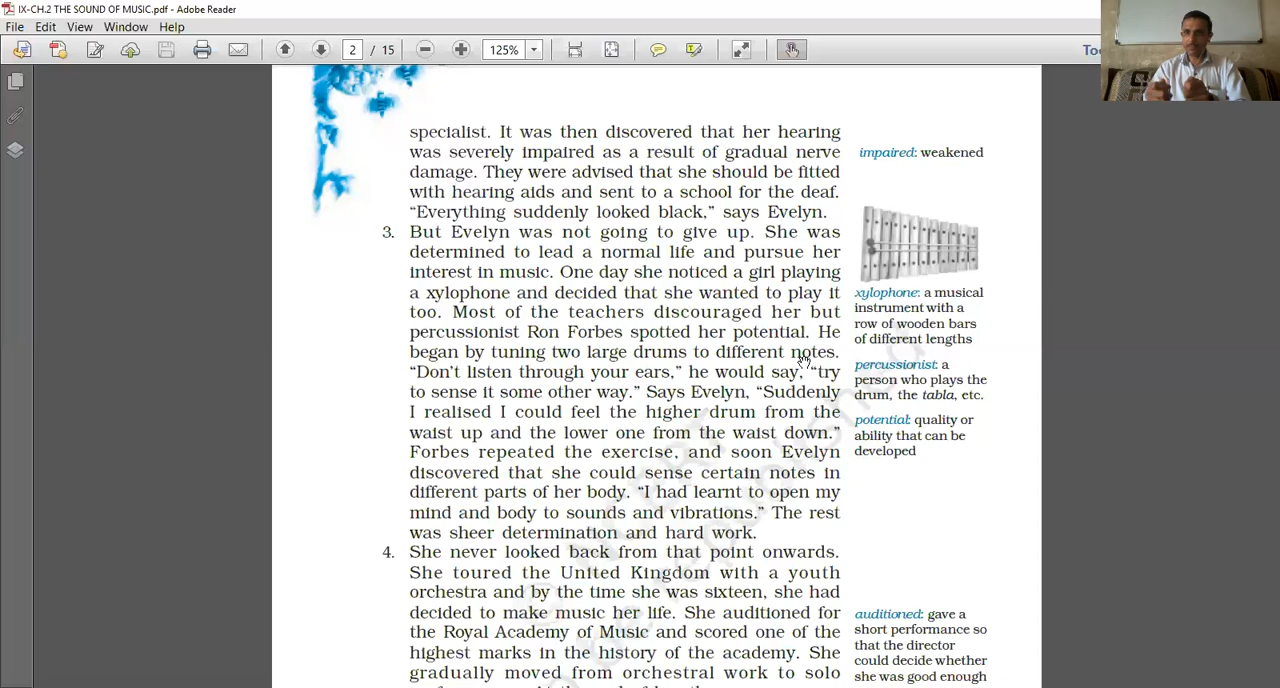 IX-CH.2 THE SOUND OF MUSIC.pdf - Adobe Reader
File Edit View Window Help
2 / 15 125%
specialist. It was then discovered that her hearing
was severely impaired as a result of gradual nerve
damage. They were advised that she should be fitted
with hearing aids and sent to a school for the deaf.
“Everything suddenly looked black,” says Evelyn.
3. But Evelyn was not going to give up. She was
determined to lead a normal life and pursue her
interest in music. One day she noticed a girl playing
a xylophone and decided that she wanted to play it
too. Most of the teachers discouraged her but
percussionist Ron Forbes spotted her potential. He
began by tuning two large drums to different notes.
“Don’t listen through your ears,” he would say, “try
to sense it some other way.” Says Evelyn, “Suddenly
I realised I could feel the higher drum from the
waist up and the lower one from the waist down.”
Forbes repeated the exercise, and soon Evelyn
discovered that she could sense certain notes in
different parts of her body. “I had learnt to open my
mind and body to sounds and vibrations.” The rest
was sheer determination and hard work.
4. She never looked back from that point onwards.
She toured the United Kingdom with a youth
orchestra and by the time she was sixteen, she had
decided to make music her life. She auditioned for
the Royal Academy of Music and scored one of the
highest marks in the history of the academy. She
gradually moved from orchestral work to solo
impaired: weakened
xylophone: a musical
instrument with a
row of wooden bars
of different lengths
percussionist: a
person who plays the
drum, the tabla, etc.
potential: quality or
ability that can be
developed
auditioned: gave a
short performance so
that the director
could decide whether
she was good enough
© NCERT
be republished